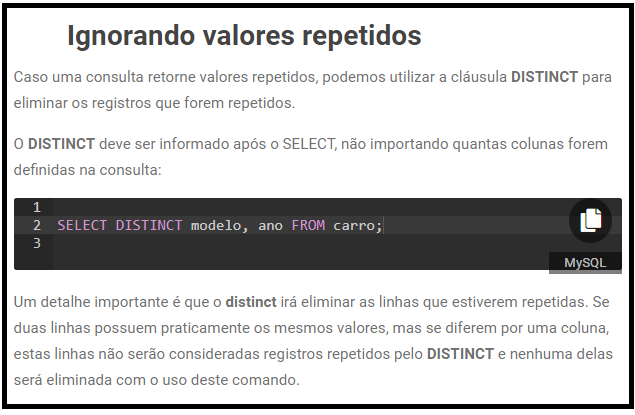 Ignorando valores repetidos
Caso uma consulta retorne valores repetidos, podemos utilizar a cláusula DISTINCT para
eliminar os registros que forem repetidos.
O DISTINCT deve ser informado após o SELECT, não importando quantas colunas forem
definidas na consulta:
1
2 SELECT DISTINCT modelo, ano FROM carro;
3
MySQL
Um detalhe importante é que o distinct irá eliminar as linhas que estiverem repetidas. Se
duas linhas possuem praticamente os mesmos valores, mas se diferem por uma coluna,
estas linhas não serão consideradas registros repetidos pelo DISTINCT e nenhuma delas
será eliminada com o uso deste comando.